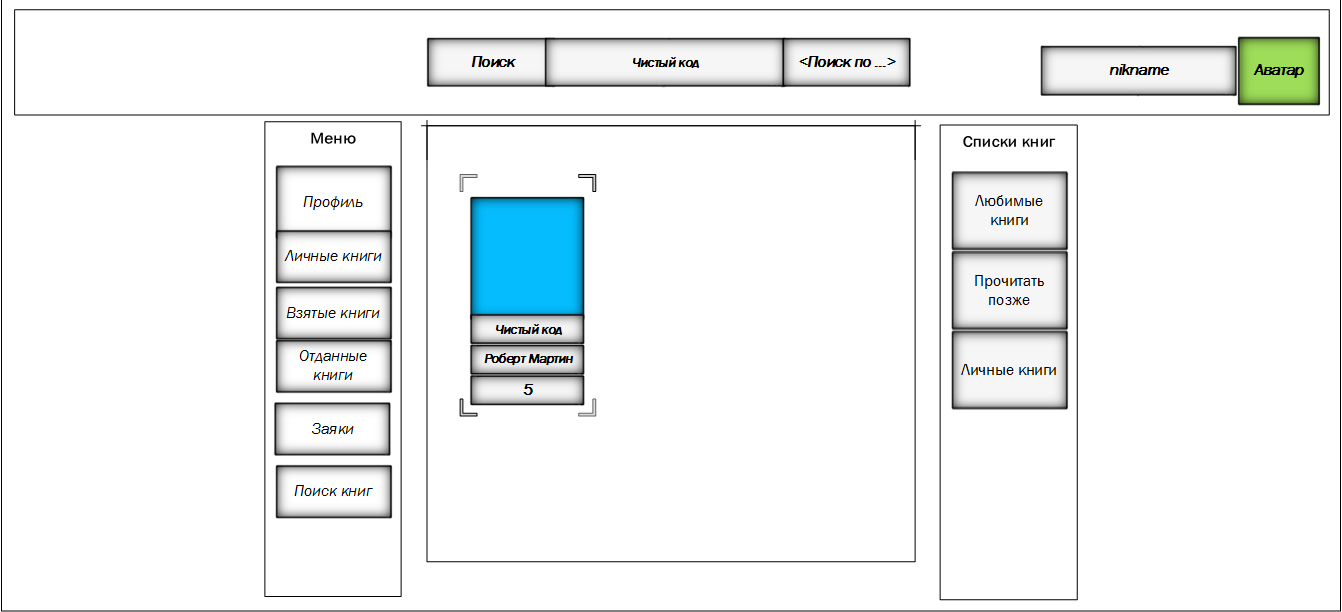 Поиск
Чистый код
<Поиск по ...>
nikname
Аватар
Меню
Профиль
Личные книги
Взятые книги
Отданные
книги
Заяки
Поиск книг
Чистый код
Роберт Мартин
5
Списки книг
Любимые
книги
Прочитать
позже
Личные книги